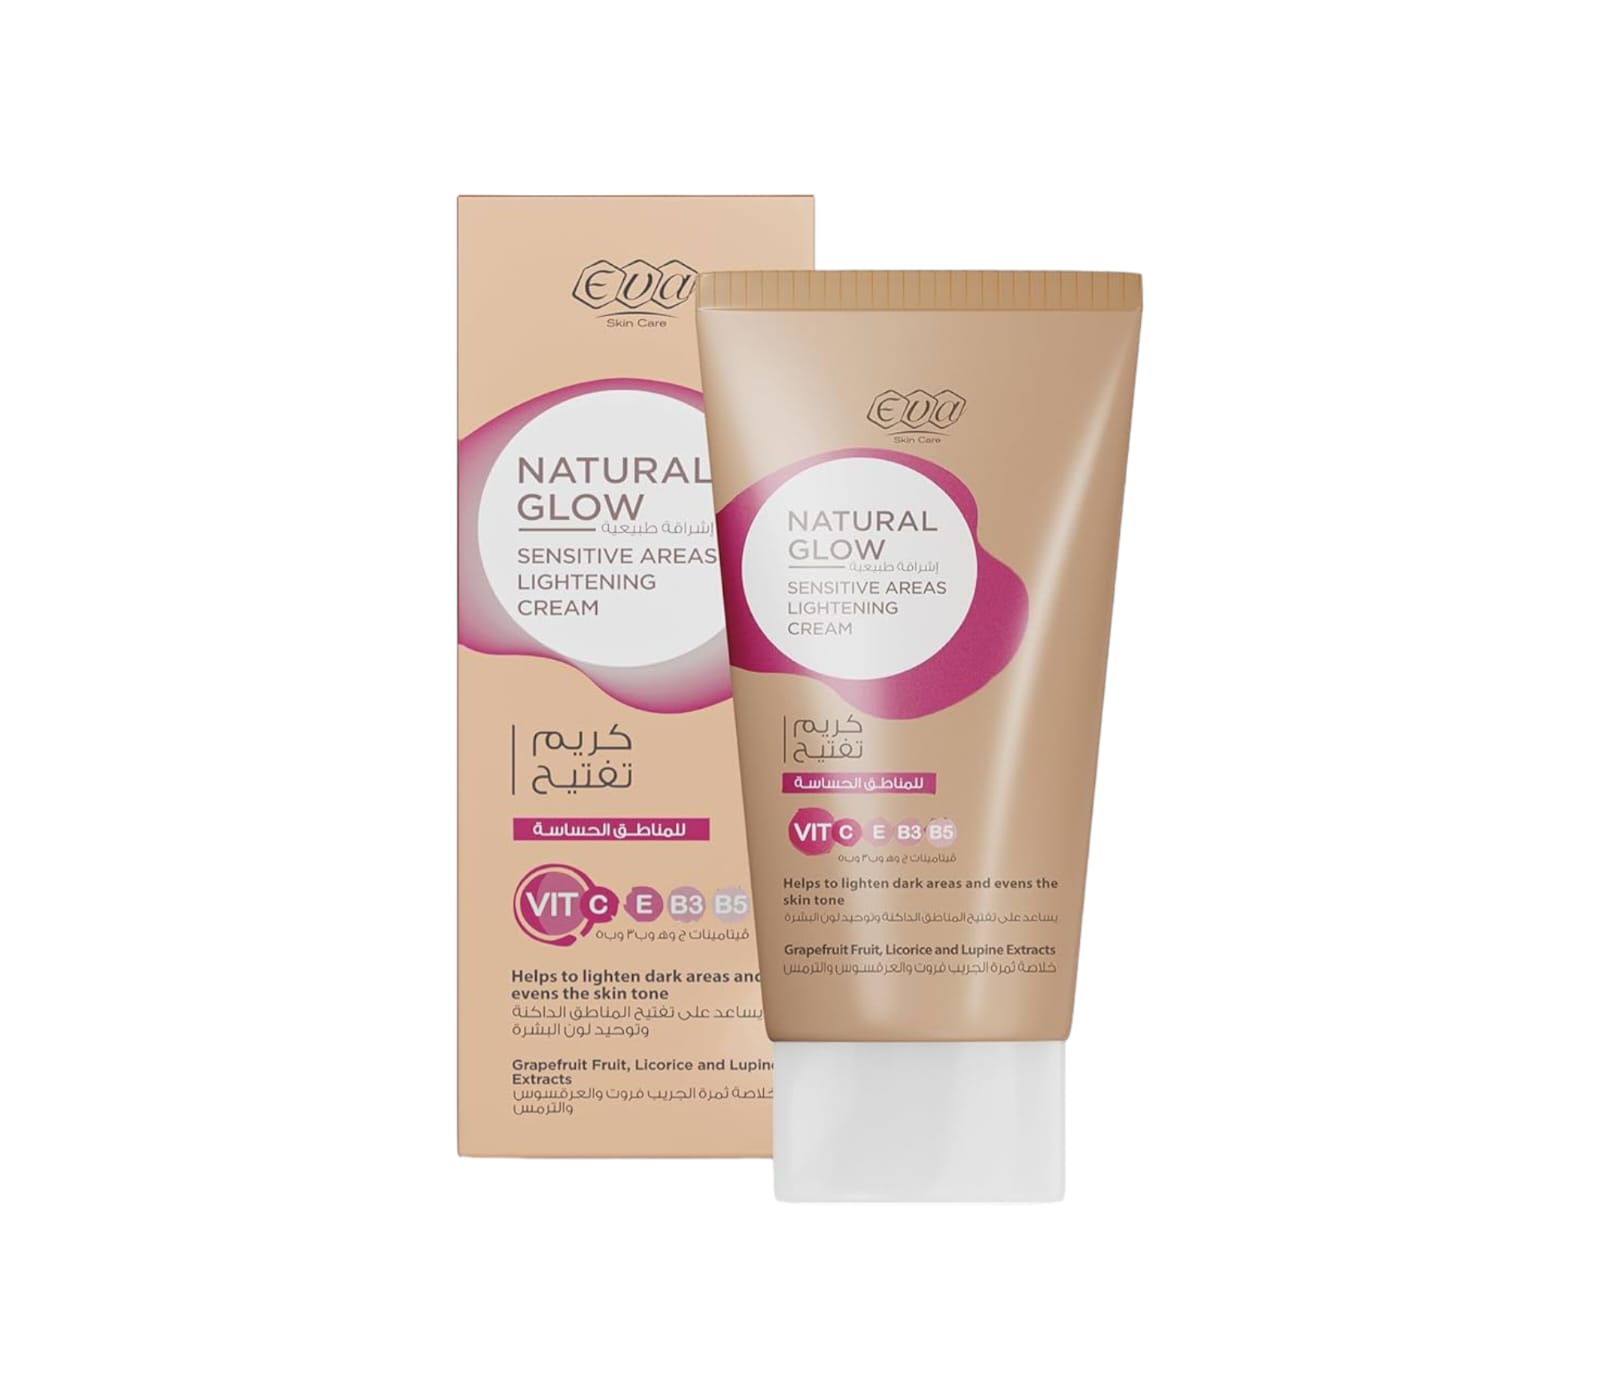 Eva
Skin Care
NATURAL
GLOW
إشراقة طبيعية
SENSITIVE AREAS
LIGHTENING
CREAM
كريم
تفتيح
للمناطق الحساسة
VIT C E B3 B5
ڤيتامينات ج وهـ وب٣ وب٥
Helps to lighten dark areas and
evens the skin tone
يساعد على تفتيح المناطق الداكنة
وتوحيد لون البشرة
Grapefruit Fruit, Licorice and Lupine
Extracts
خلاصة ثمرة الجريب فروت والعرقسوس
والترمس
Eva
Skin Care
NATURAL
GLOW
إشراقة طبيعية
SENSITIVE AREAS
LIGHTENING
CREAM
كريم
تفتيح
للمناطق الحساسة
VIT C E B3 B5
ڤيتامينات ج وهـ وب٣ وب٥
Helps to lighten dark areas and evens the
skin tone
يساعد على تفتيح المناطق الداكنة وتوحيد لون البشرة
Grapefruit Fruit, Licorice and Lupine Extracts
خلاصة ثمرة الجريب فروت والعرقسوس والترمس